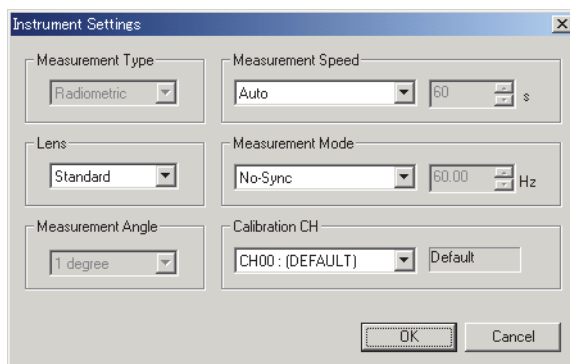 Instrument Settings
Measurement Type
Radiometric
Measurement Speed
Auto
60
s
Lens
Standard
Measurement Mode
No-Sync
60.00
Hz
Measurement Angle
1 degree
Calibration CH
CH00 : (DEFAULT)
Default
OK
Cancel